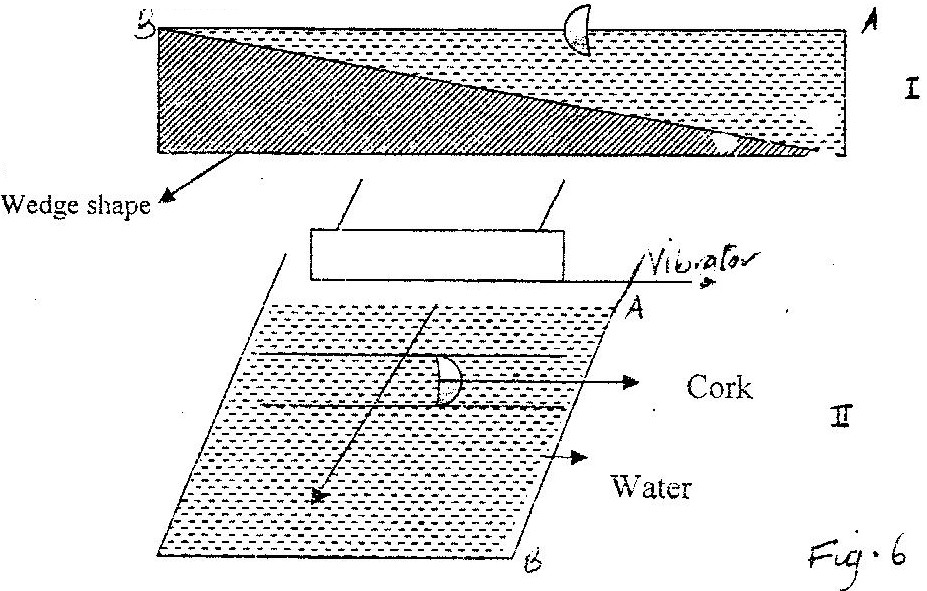 B
A
I
Wedge shape
Vibrator
A
Cork
II
Water
B
Fig. 6